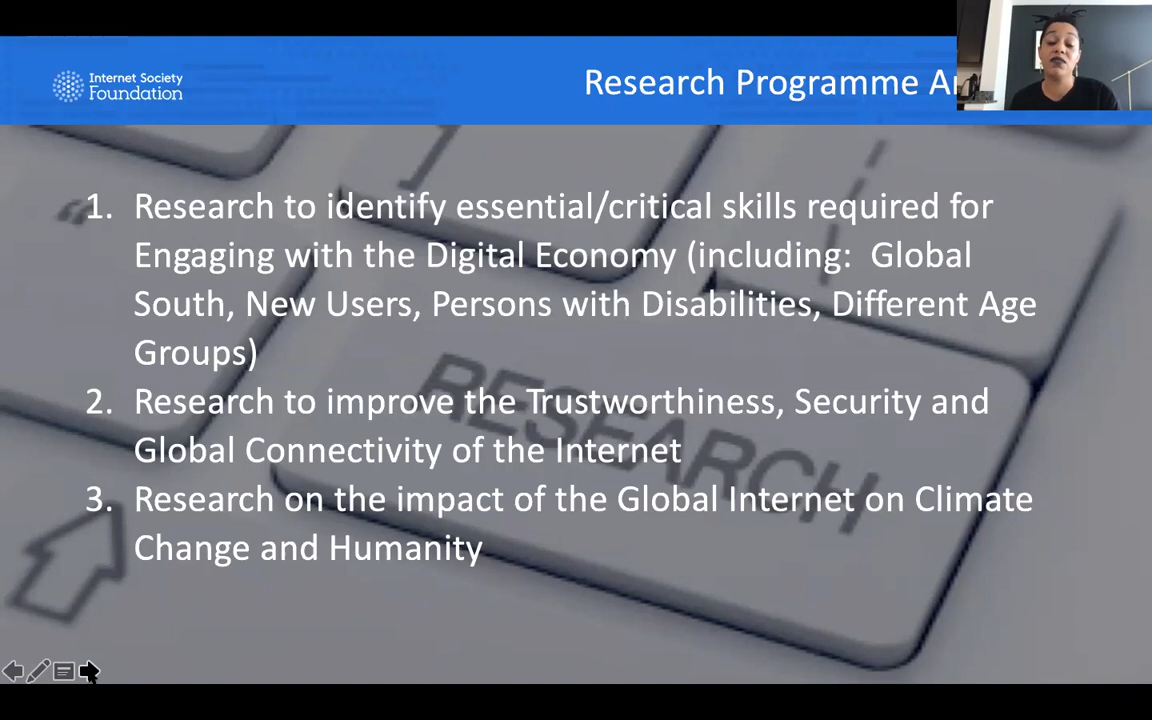 Internet Society
Foundation
Research Programme
1. Research to identify essential/critical skills required for
Engaging with the Digital Economy (including:  Global
South, New Users, Persons with Disabilities, Different Age
Groups)
2. Research to improve the Trustworthiness, Security and
Global Connectivity of the Internet
3. Research on the impact of the Global Internet on Climate
Change and Humanity
RESEARCH